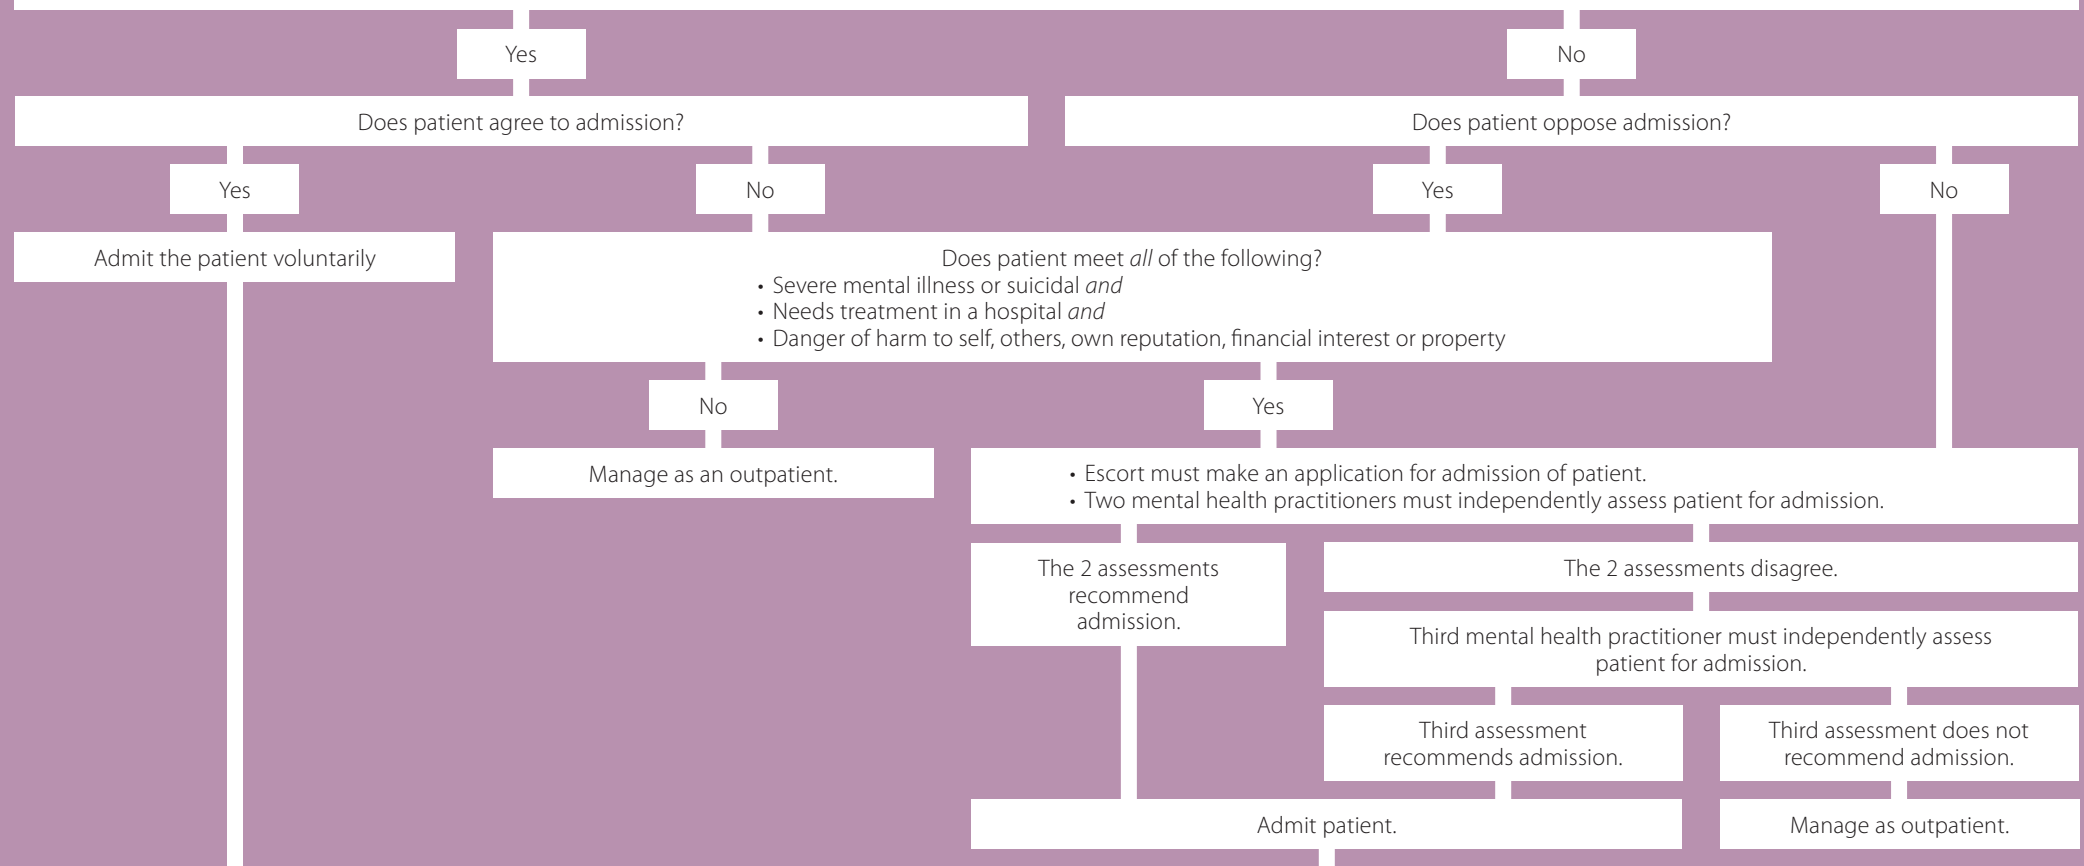 Yes
No
Does patient agree to admission?
Does patient oppose admission?
Yes
No
Yes
No
Admit the patient voluntarily
Does patient meet all of the following?
• Severe mental illness or suicidal and
• Needs treatment in a hospital and
• Danger of harm to self, others, own reputation, financial interest or property
No
Yes
Manage as an outpatient.
• Escort must make an application for admission of patient.
• Two mental health practitioners must independently assess patient for admission.
The 2 assessments
recommend
admission.
The 2 assessments disagree.
Third mental health practitioner must independently assess
patient for admission.
Third assessment
recommends admission.
Third assessment does not
recommend admission.
Admit patient.
Manage as outpatient.